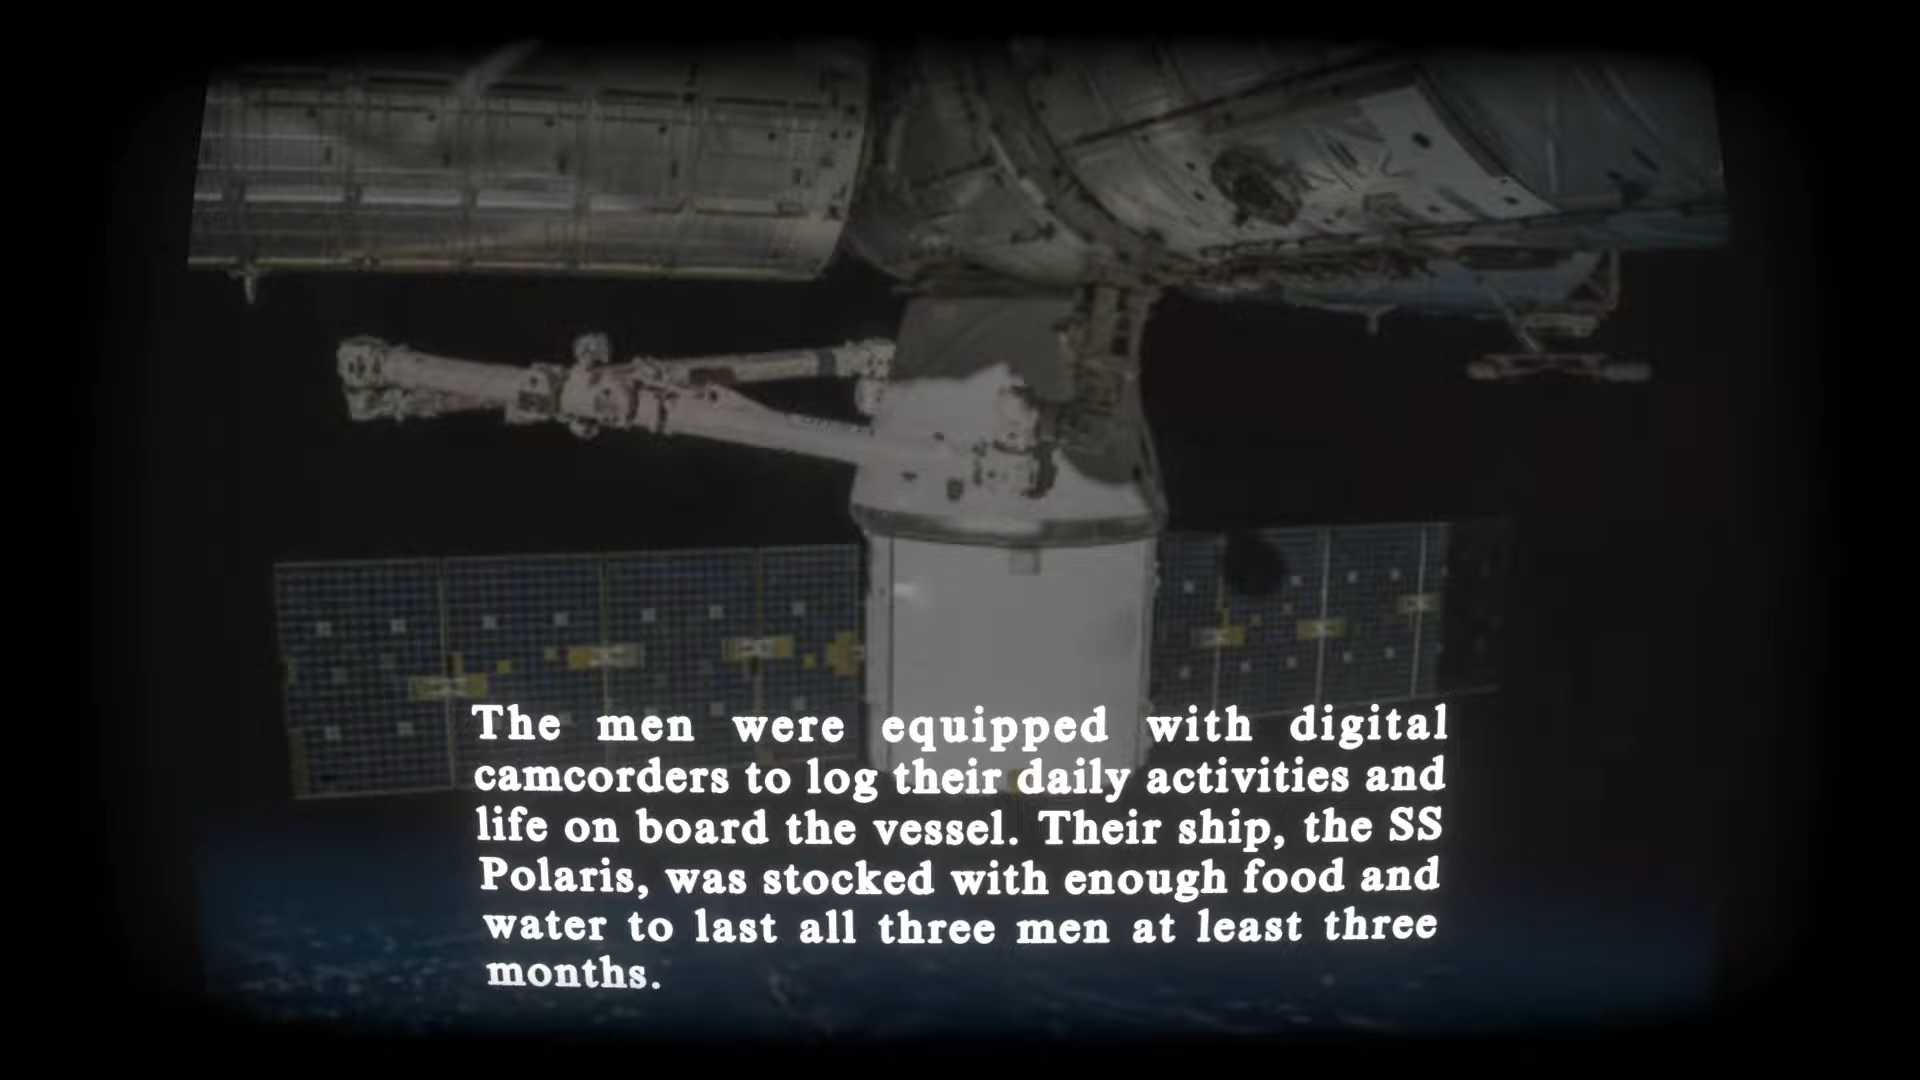 The men were equipped with digital
camcorders to log their daily activities and
life on board the vessel. Their ship, the SS
Polaris, was stocked with enough food and
water to last all three men at least three
months.